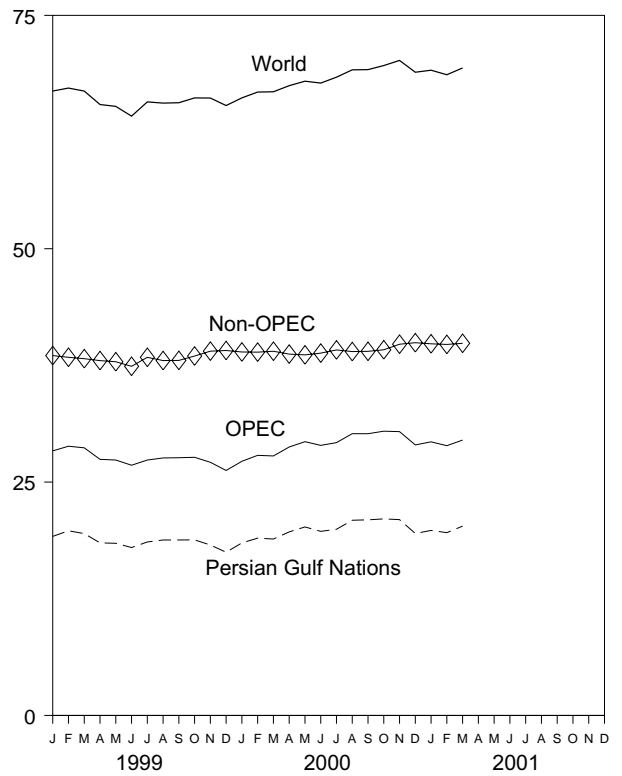 75
World
50
Non-OPEC
OPEC
25
Persian Gulf Nations
0
J F M A M J J A S O N D J F M A M J J A S O N D J F M A M J J A S O N D
1999 2000 2001